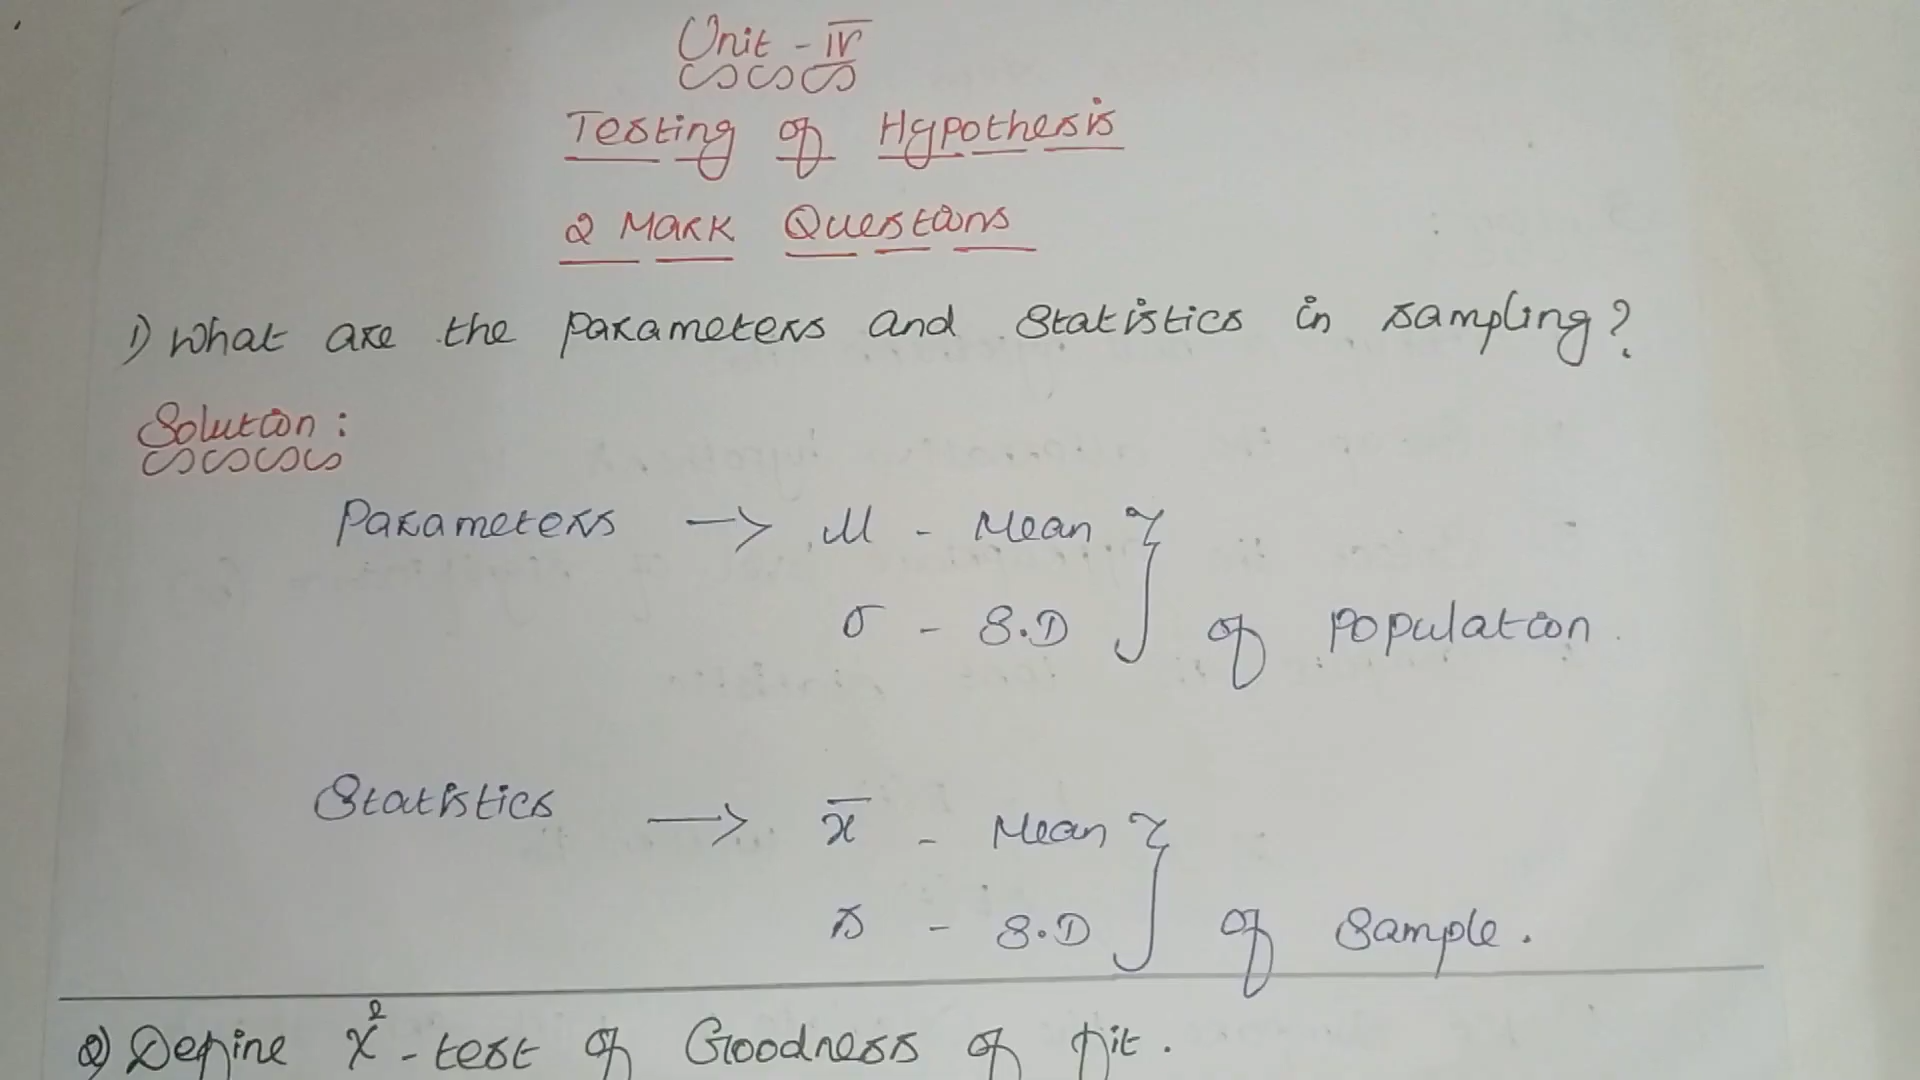 Unit - IV
Testing of Hypothesis
2 Mark Questions
1) What are the parameters and statistics in sampling?
Solution:
Parameters → μ - Mean }
σ - S.D } of population.
Statistics → x̄ - Mean }
s - S.D } of sample.
2) Define χ² - test of Goodness of fit.